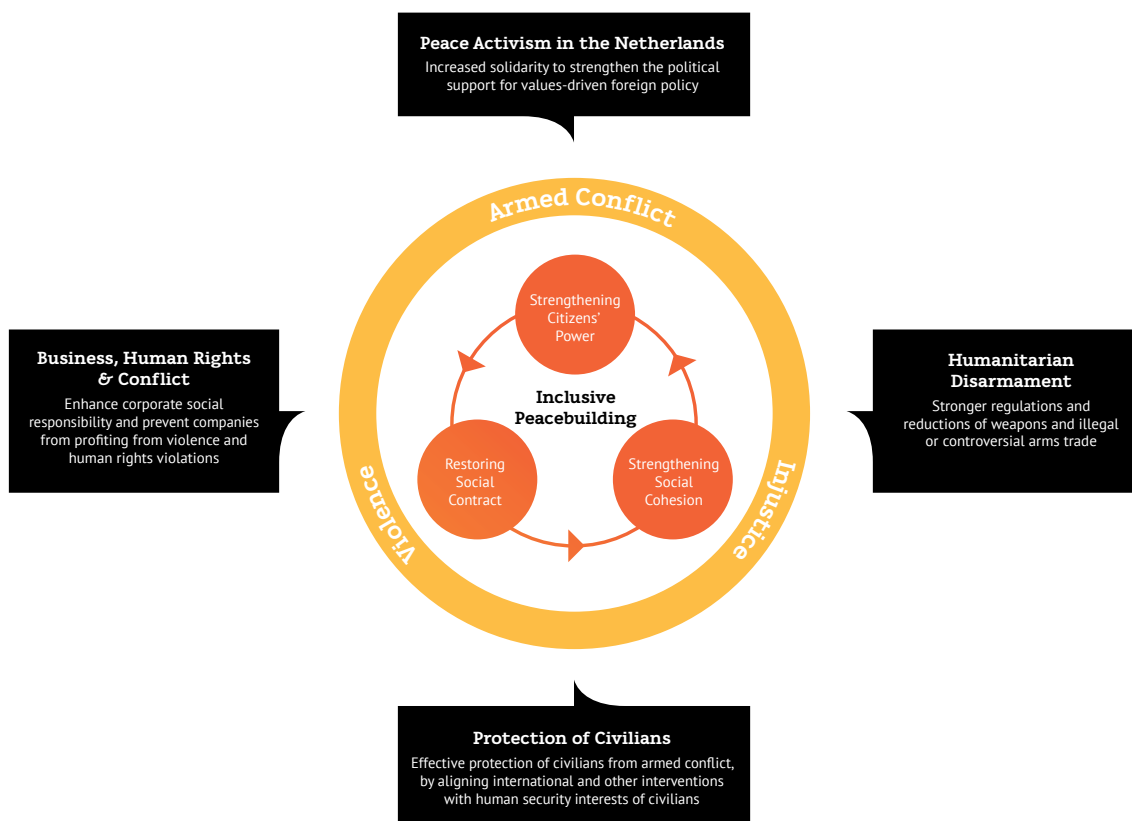 Peace Activism in the Netherlands
Increased solidarity to strengthen the political
support for values-driven foreign policy
Armed Conflict
Strengthening
Citizens’
Power
Business, Human Rights
& Conflict
Enhance corporate social
responsibility and prevent companies
from profiting from violence and
human rights violations
Inclusive
Peacebuilding
Humanitarian
Disarmament
Stronger regulations and
reductions of weapons and illegal
or controversial arms trade
Restoring
Social
Contract
Strengthening
Social
Cohesion
Violence
Injustice
Protection of Civilians
Effective protection of civilians from armed conflict,
by aligning international and other interventions
with human security interests of civilians